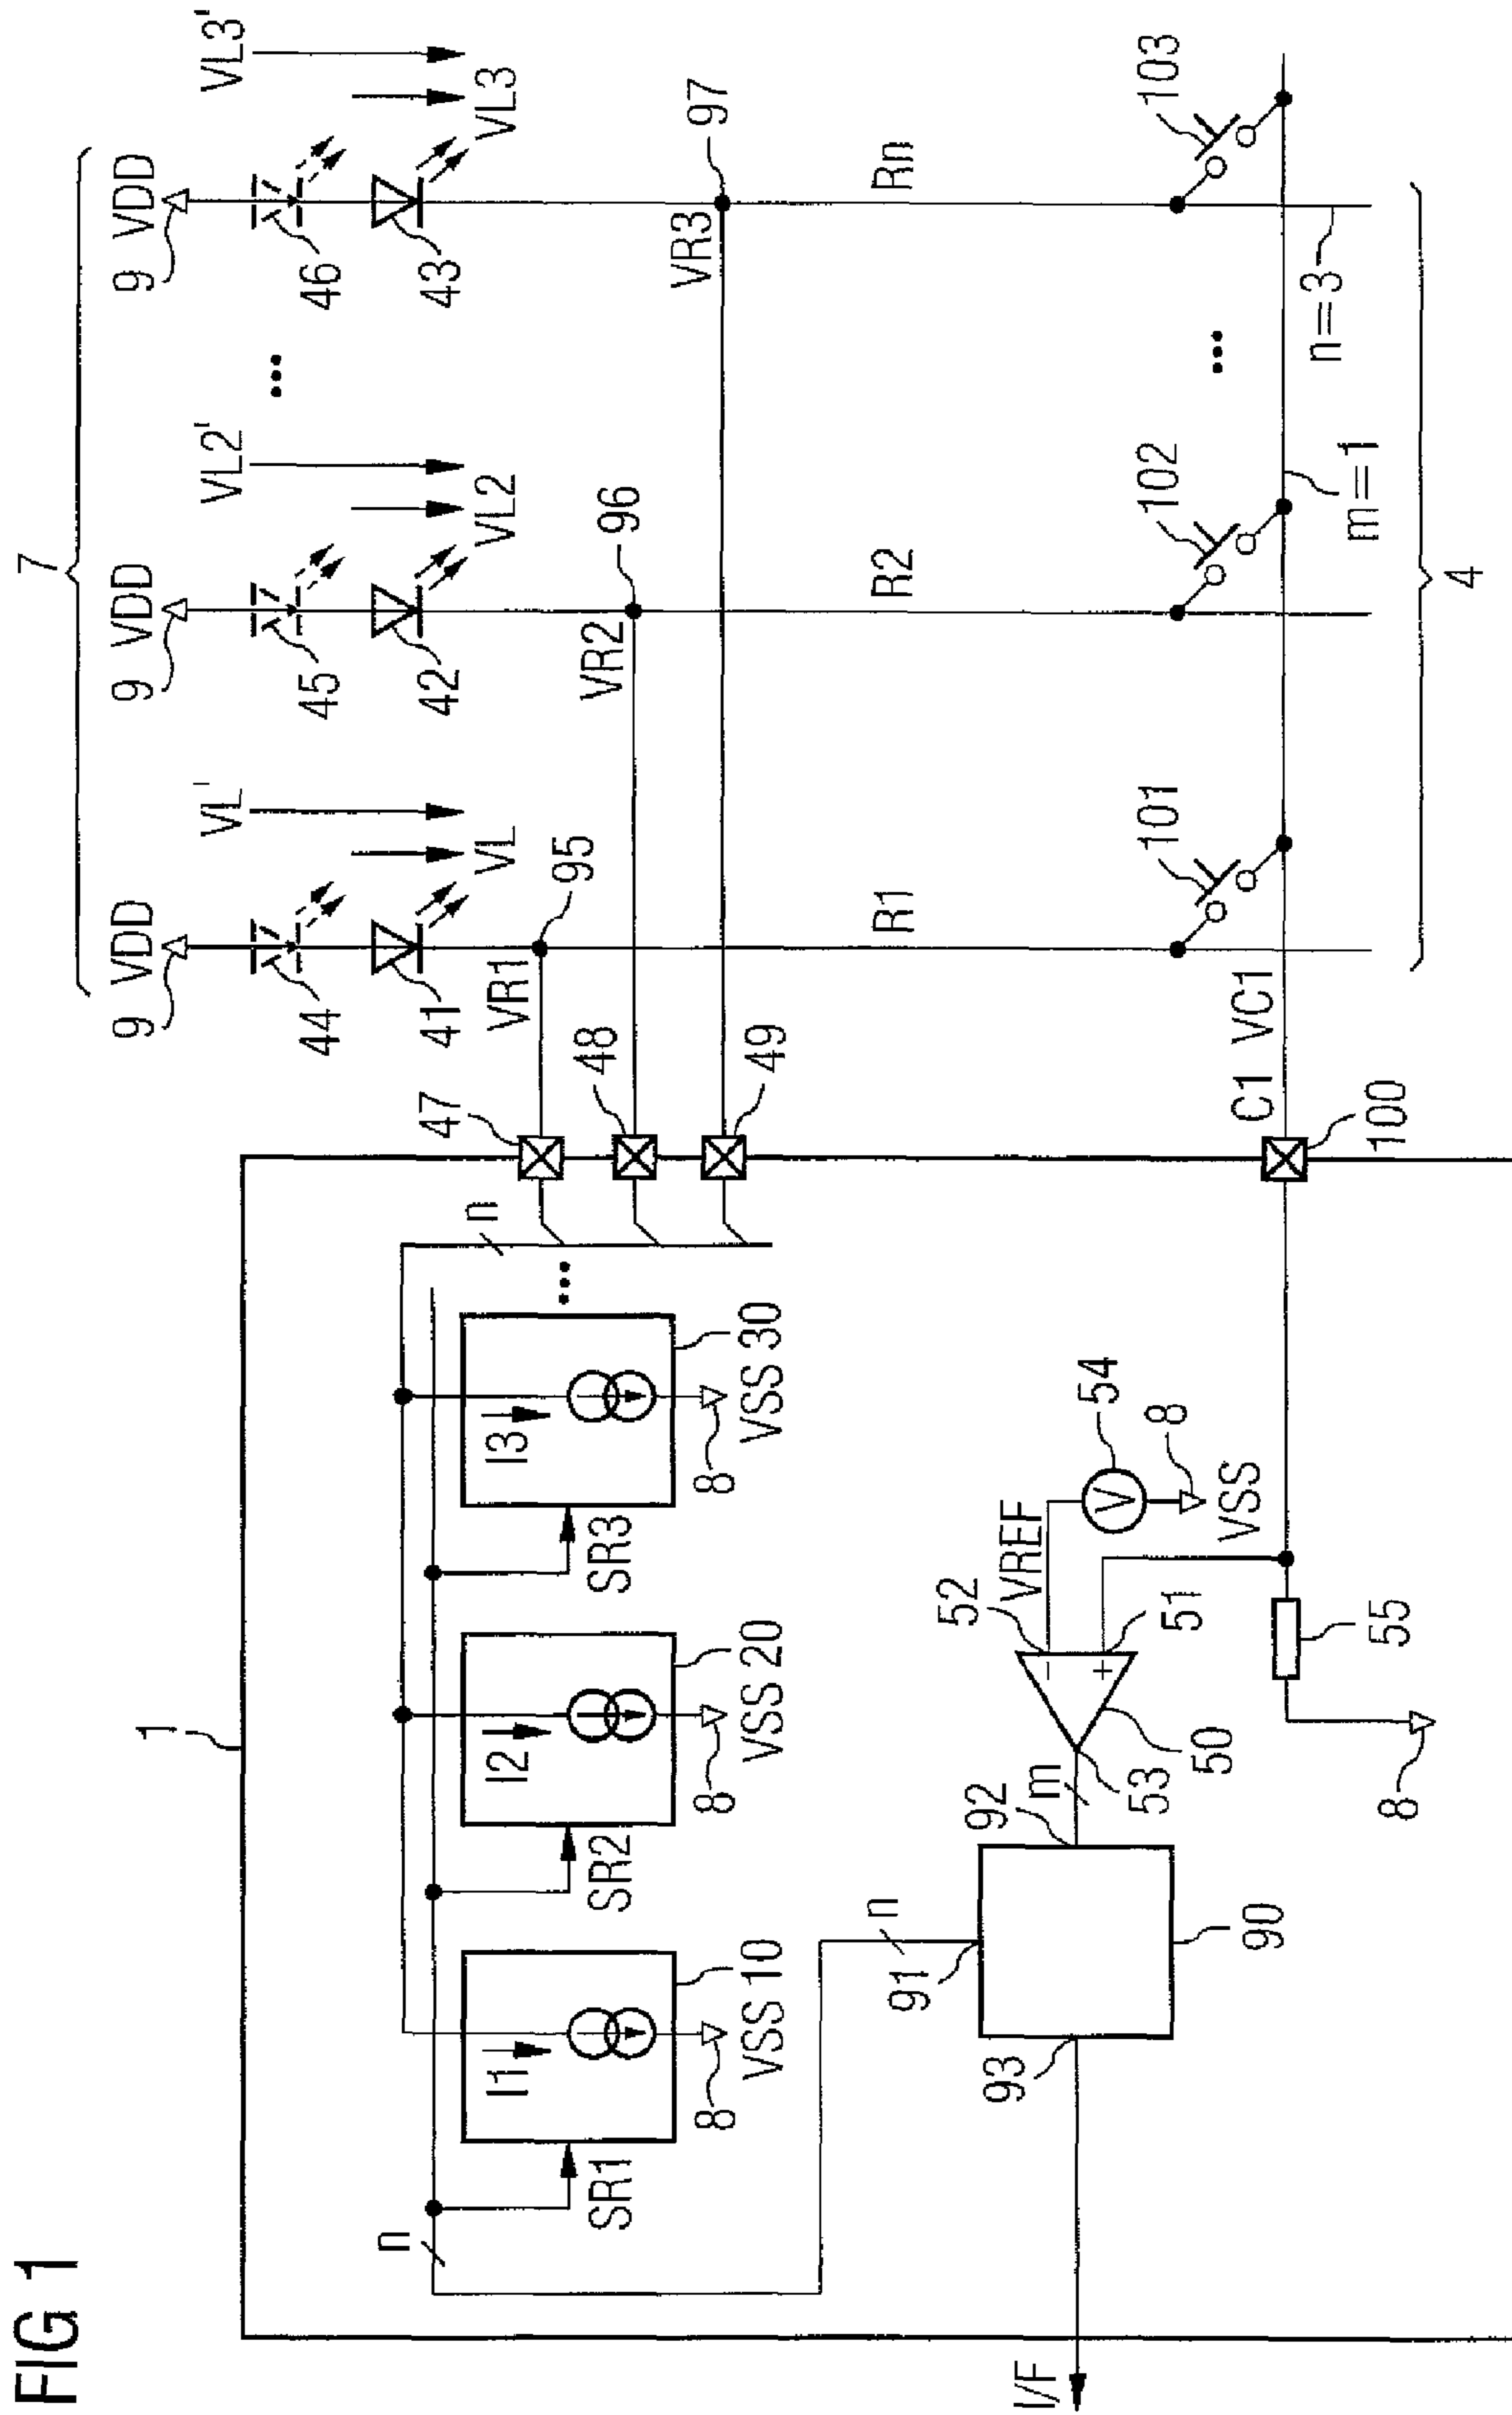 FIG 1
1
7
9 VDD
9 VDD
9 VDD
VL'
VL2'
VL3'
44
45
46
41
42
43
VL
VL2
VL3
n
n
47
48
49
VR1
95
VR2
96
VR3
97
SR1
I1
SR2
I2
SR3
I3
8
VSS 10
8
VSS 20
8
VSS 30
R1
R2
Rn
n
91
52
VREF
54
93
92
m
53
-
+
V
50
51
8
VSS
101
102
103
I/F
90
C1 VC1
100
m=1
n=3
55
8
4